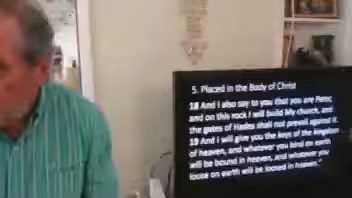 5. Placed in the Body of Christ
18 And I also say to you that you are Peter,
and on this rock I will build My church, and
the gates of Hades shall not prevail against it.
19 And I will give you the keys of the kingdom
of heaven, and whatever you bind on earth
will be bound in heaven, and whatever you
loose on earth will be loosed in heaven."